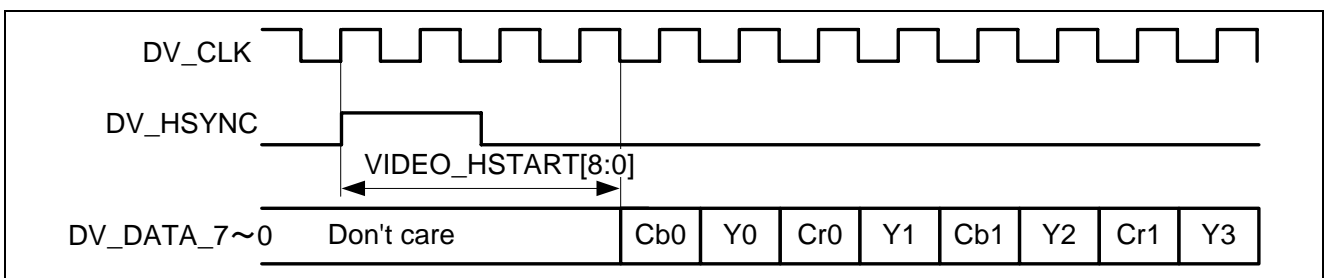 DV_CLK
DV_HSYNC
VIDEO_HSTART[8:0]
DV_DATA_7～0 Don't care Cb0 Y0 Cr0 Y1 Cb1 Y2 Cr1 Y3